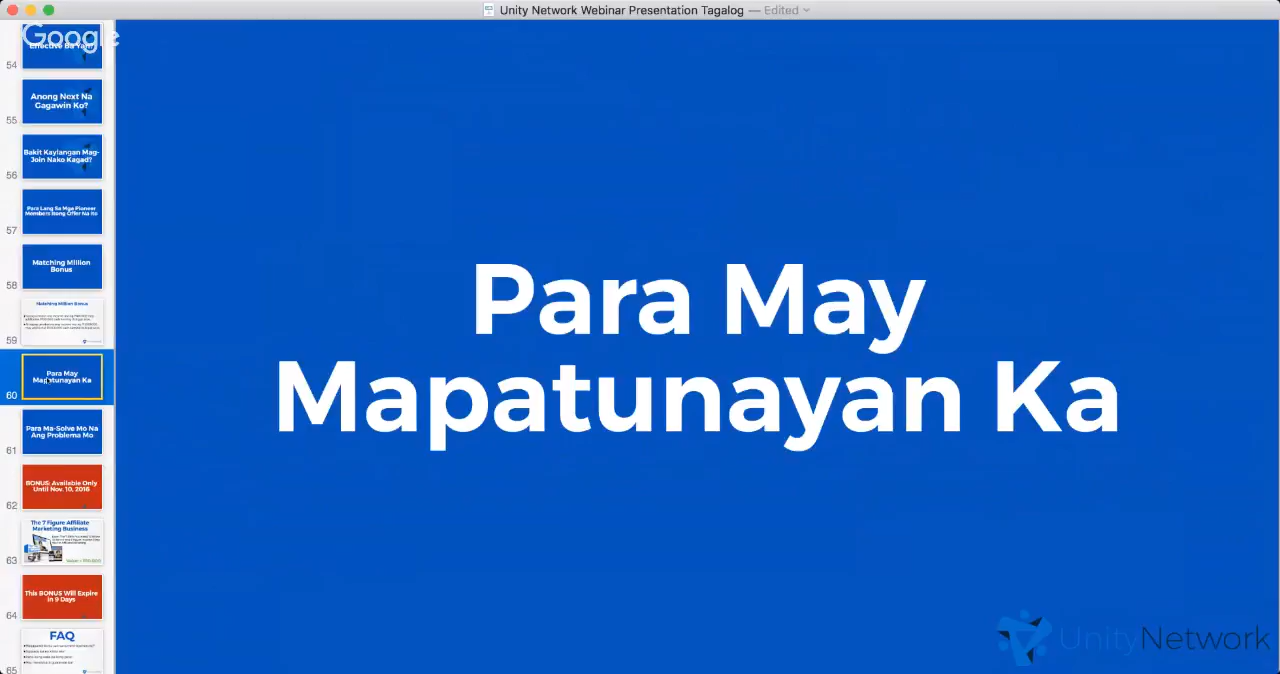 Unity Network Webinar Presentation Tagalog — Edited
Google
54
55
Anong Next Na
Gagawin Ko?
56
Bakit Kaylangan Mag-
Join Nako Kagad?
57
Para Lang Sa Mga Pioneer
Members Itong Offer Na Ito
58
Matching Million
Bonus
59
Matching Million Bonus
60
Para May
Mapatunayan Ka
61
Para Ma-Solve Mo Na
Ang Problema Mo
62
BONUS: Available Only
Until Nov. 10, 2018
63
The 7 Figure Affiliate
Marketing Business
64
This BONUS Will Expire
In 9 Days
65
FAQ
Para May
Mapatunayan Ka
UnityNetwork